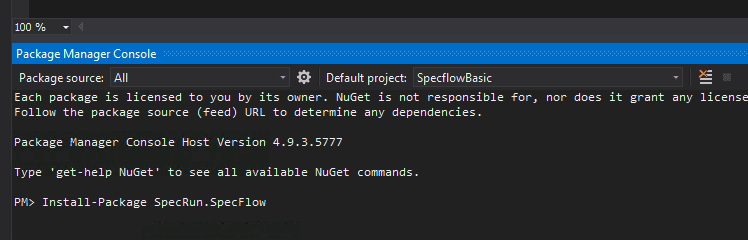 100 %
Package Manager Console
Package source: All Default project: SpecflowBasic
Each package is licensed to you by its owner. NuGet is not responsible for, nor does it grant any license
Follow the package source (feed) URL to determine any dependencies.
Package Manager Console Host Version 4.9.3.5777
Type 'get-help NuGet' to see all available NuGet commands.
PM> Install-Package SpecRun.SpecFlow